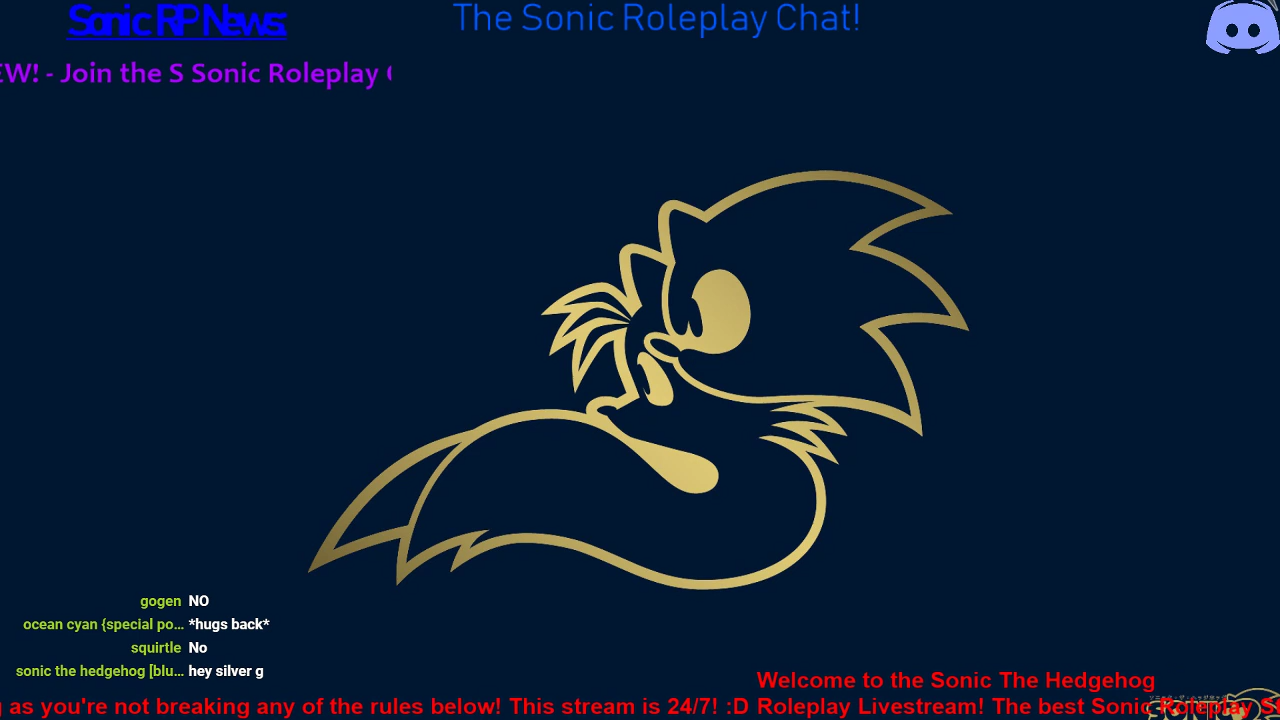 Sonic RP News:
The Sonic Roleplay Chat!
EW! - Join the S Sonic Roleplay
gogen NO
ocean cyan {special po... *hugs back*
squirtle No
sonic the hedgehog [blu... hey silver g
Welcome to the Sonic The Hedgehog
as you're not breaking any of the rules below! This stream is 24/7! :D Roleplay Livestream! The best Sonic Roleplay S